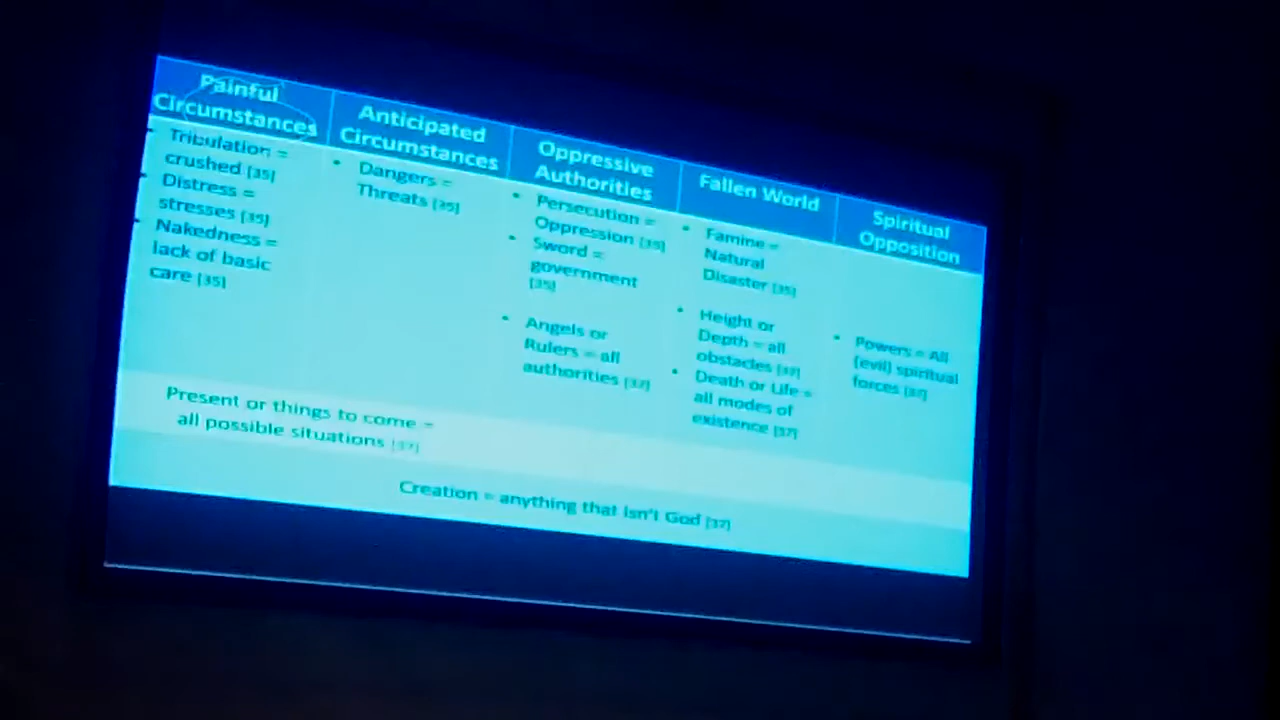 Painful
Circumstances
• Tribulation =
crushed [35]
• Distress =
stresses [35]
• Nakedness =
lack of basic
care [35]
Anticipated
Circumstances
• Dangers =
Threats [35]
Oppressive
Authorities
• Persecution =
Oppression [35]
• Sword =
government
[35]
• Angels or
Rulers = all
authorities [37]
Fallen World
• Famine =
Natural
Disaster [35]
• Height or
Depth = all
obstacles [37]
• Death or Life =
all modes of
existence [37]
Spiritual
Opposition
• Powers = All
(evil) spiritual
forces [37]
Present or things to come =
all possible situations [37]
Creation = anything that isn't God [37]